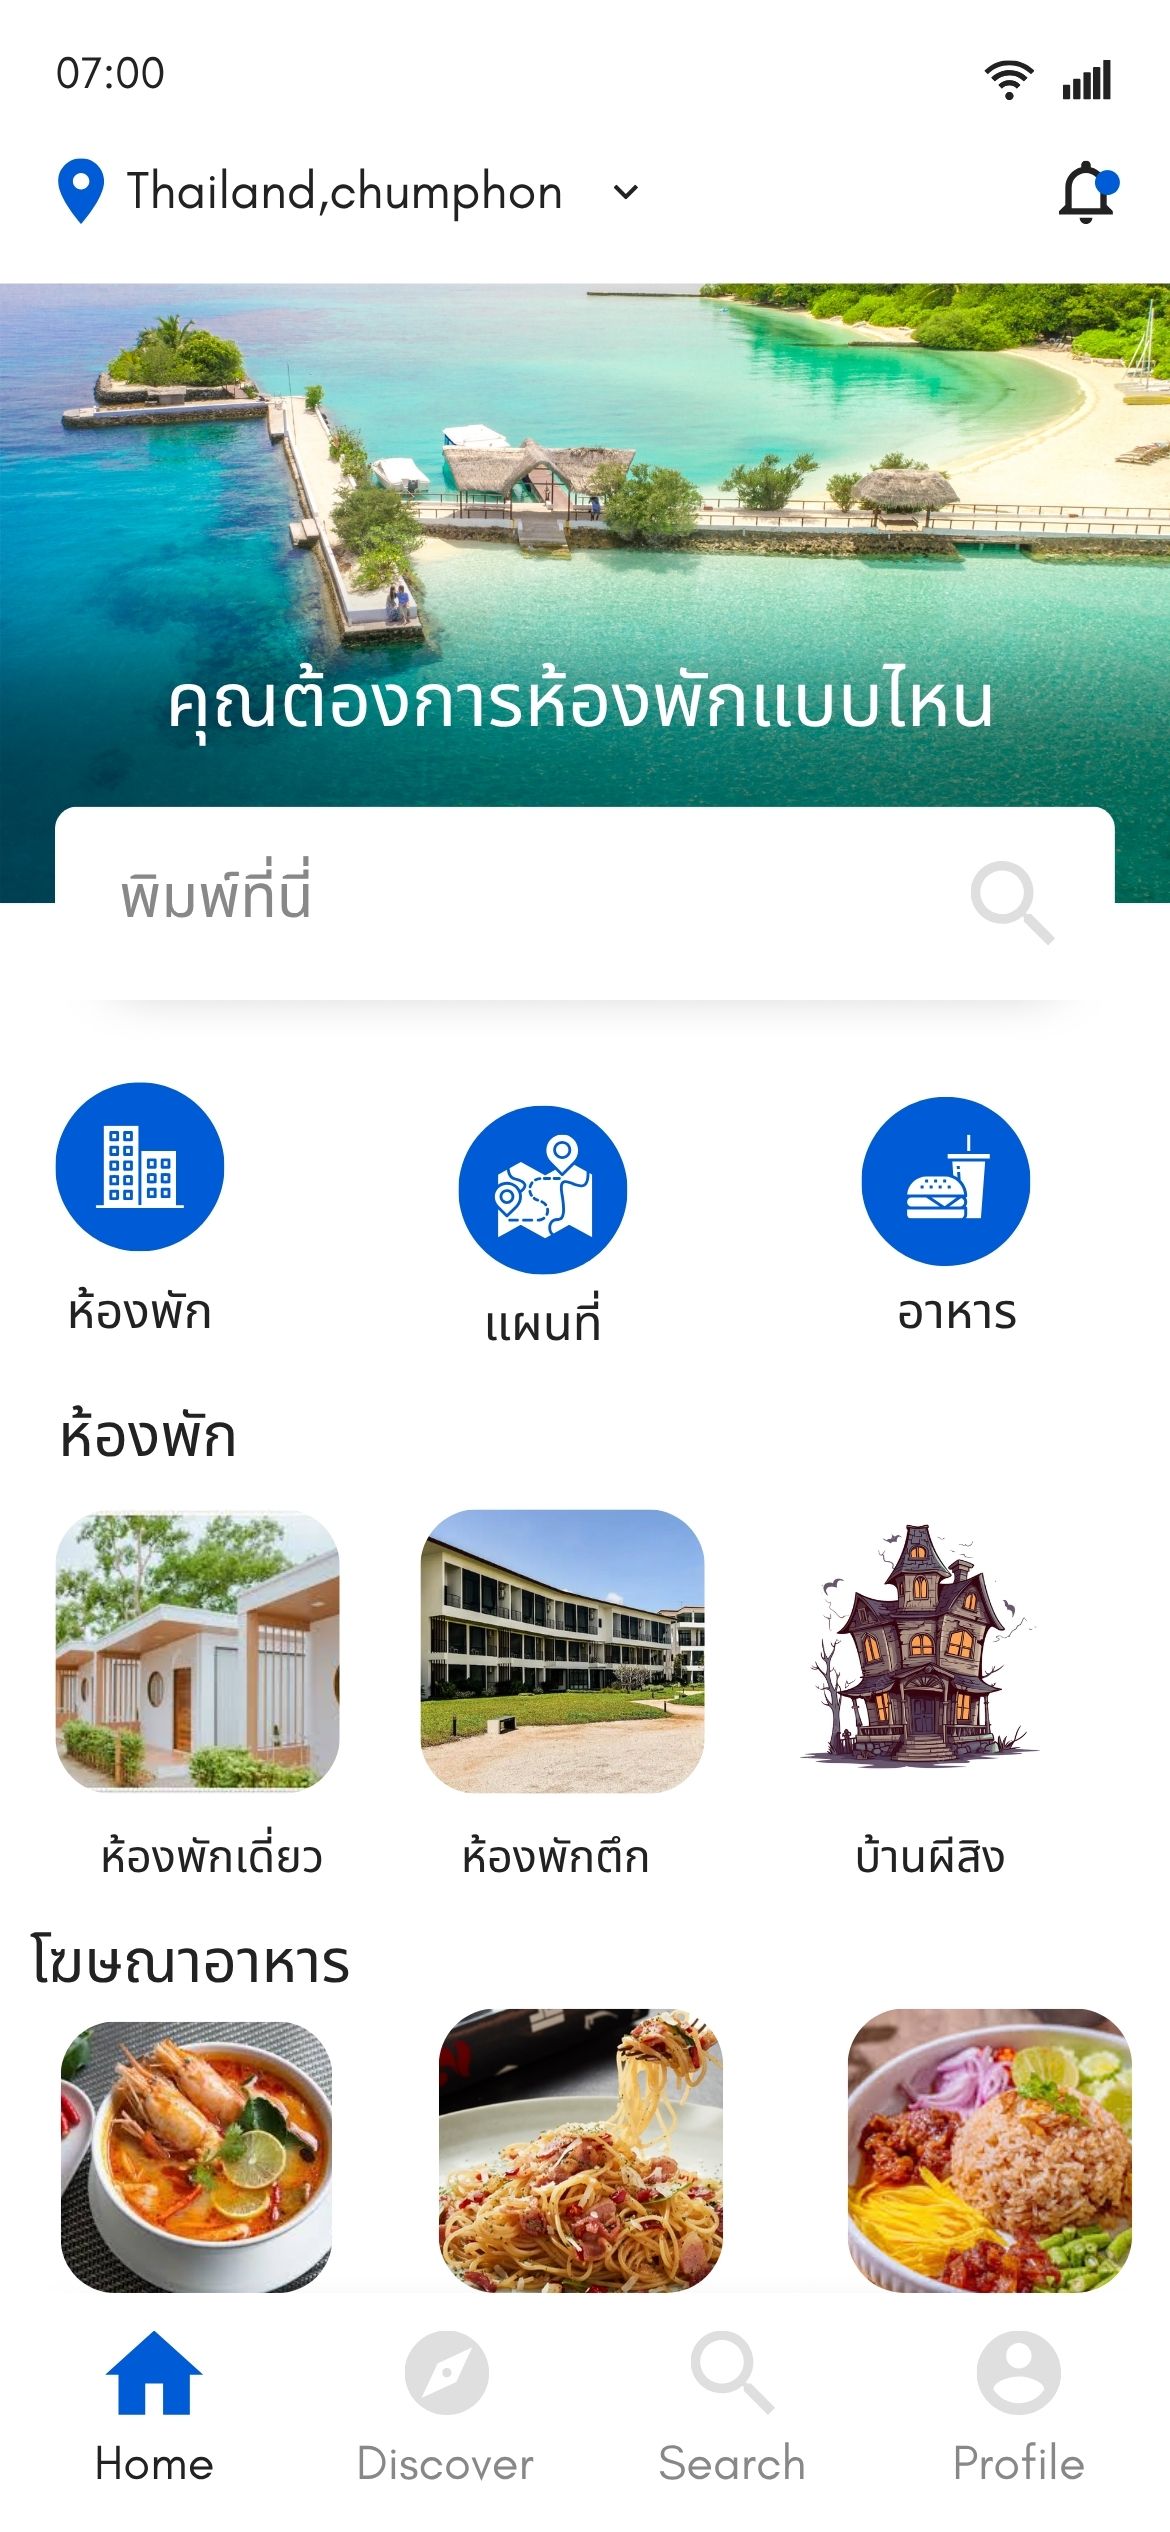 07:00
Thailand,chumphon
คุณต้องการห้องพักแบบไหน
พิมพ์ที่นี่
ห้องพัก
แผนที่
อาหาร
ห้องพัก
ห้องพักเดี่ยว
ห้องพักตึก
บ้านผีสิง
โฆษณาอาหาร
Home
Discover
Search
Profile